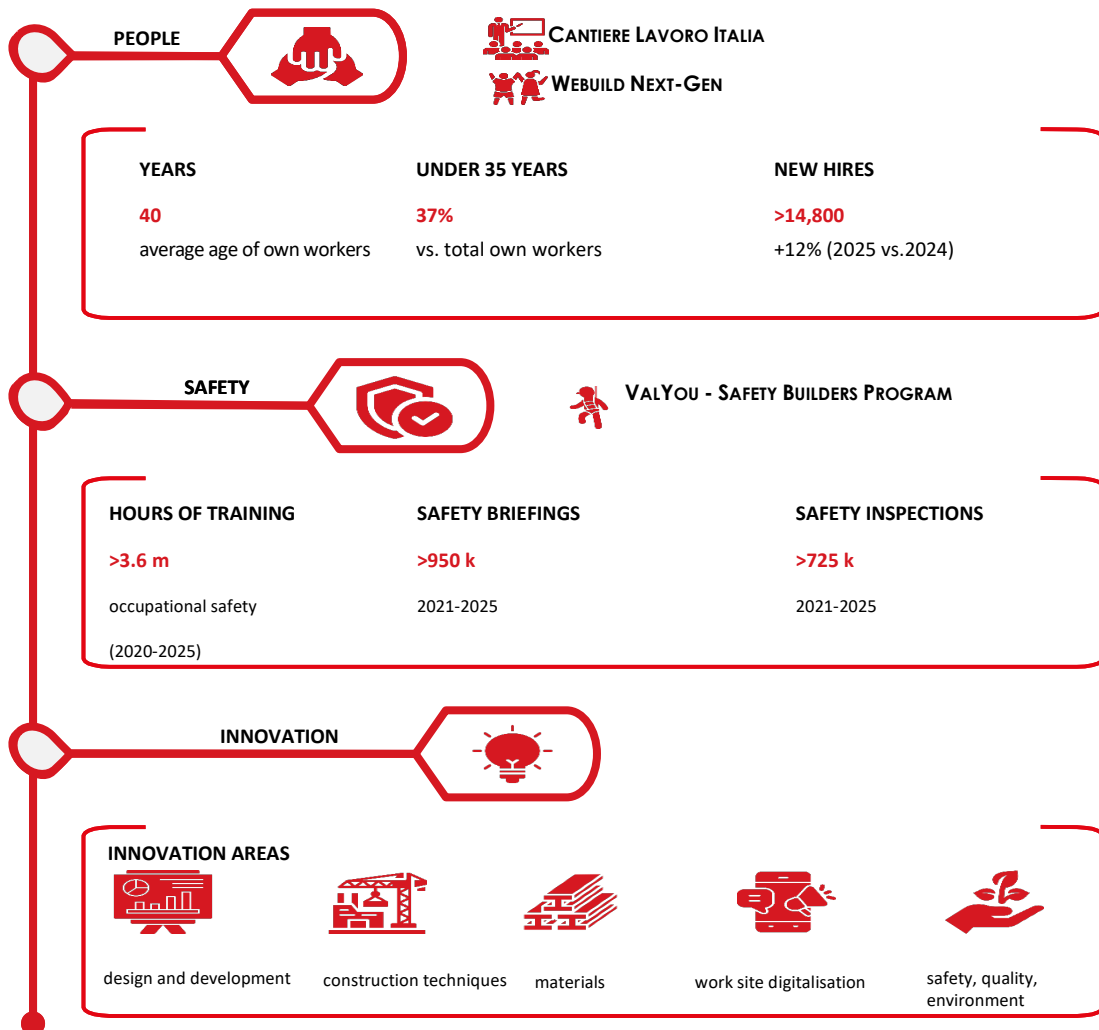 PEOPLE
CANTIERE LAVORO ITALIA
WEBUILD NEXT-GEN
YEARS
UNDER 35 YEARS
NEW HIRES
40
37%
>14,800
average age of own workers
vs. total own workers
+12% (2025 vs.2024)
SAFETY
VALYOU - SAFETY BUILDERS PROGRAM
HOURS OF TRAINING
SAFETY BRIEFINGS
SAFETY INSPECTIONS
>3.6 m
>950 k
>725 k
occupational safety
2021-2025
2021-2025
(2020-2025)
INNOVATION
INNOVATION AREAS
design and development
construction techniques
materials
work site digitalisation
safety, quality,
environment